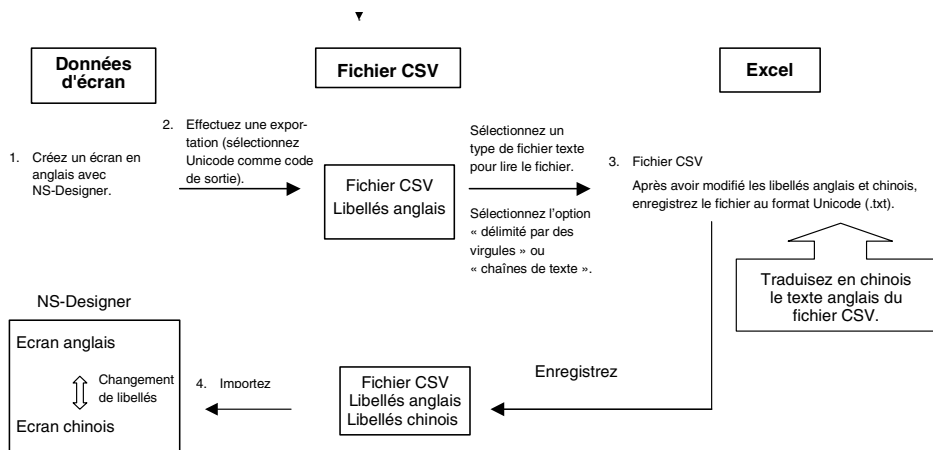 Données
d'écran
Fichier CSV
Excel
1. Créez un écran en
anglais avec
NS-Designer.
2. Effectuez une expor-
tation (sélectionnez
Unicode comme code
de sortie).
Fichier CSV
Libellés anglais
Sélectionnez un
type de fichier texte
pour lire le fichier.
Sélectionnez l'option
« délimité par des
virgules » ou
« chaînes de texte ».
3. Fichier CSV
Après avoir modifié les libellés anglais et chinois,
enregistrez le fichier au format Unicode (.txt).
Traduisez en chinois
le texte anglais du
fichier CSV.
Enregistrez
Fichier CSV
Libellés anglais
Libellés chinois
4. Importez
NS-Designer
Ecran anglais
Changement
de libellés
Ecran chinois